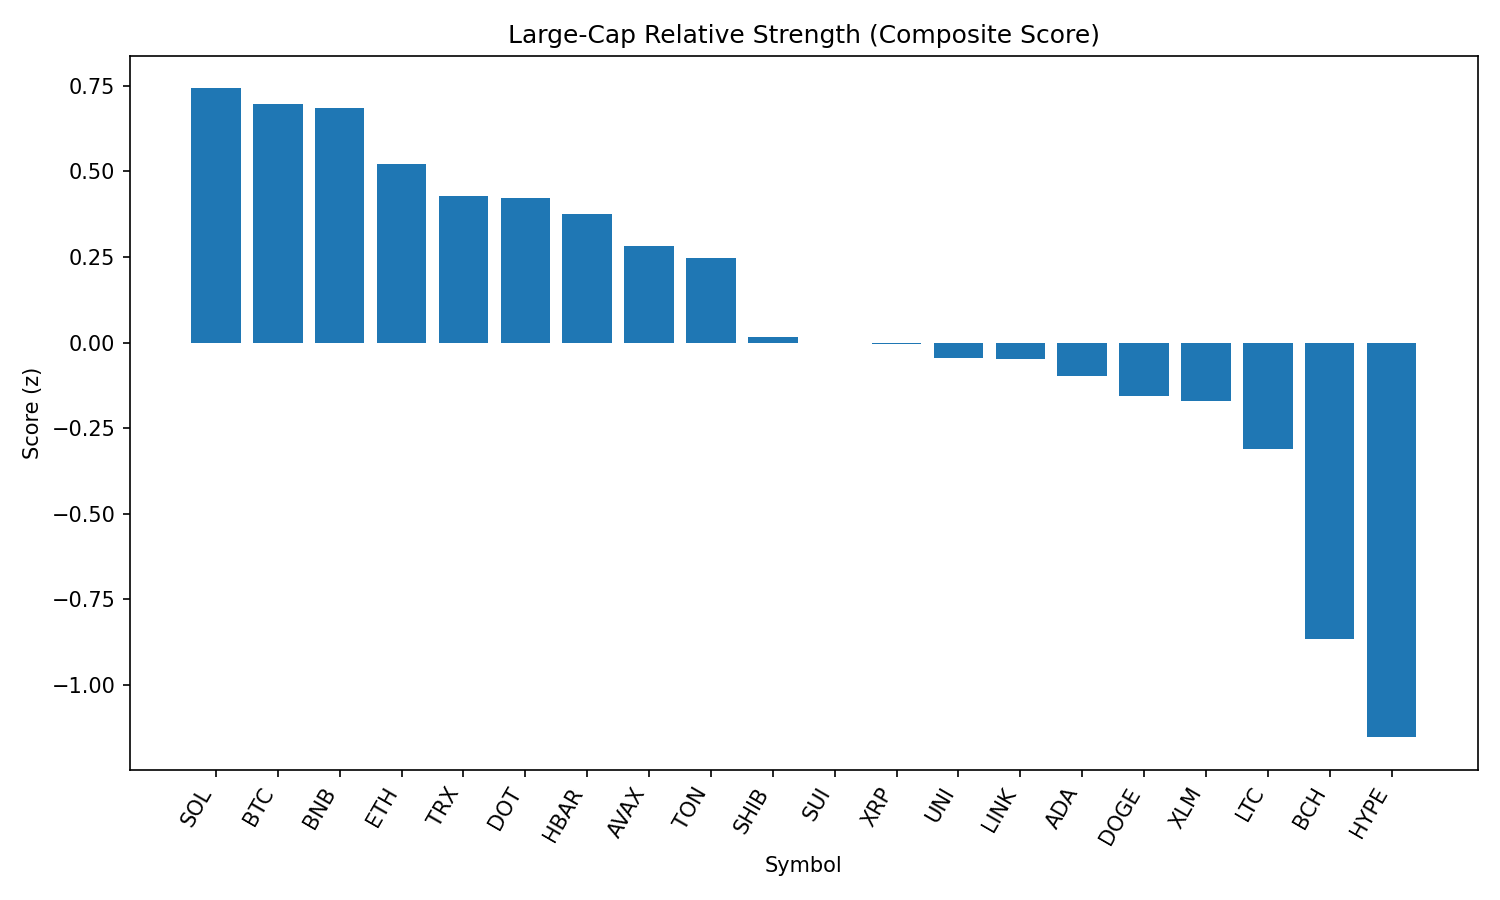 Large-Cap Relative Strength (Composite Score)
Score (z)
0.75
0.50
0.25
0.00
−0.25
−0.50
−0.75
−1.00
SOL
BTC
BNB
ETH
TRX
DOT
HBAR
AVAX
TON
SHIB
SUI
XRP
UNI
LINK
ADA
DOGE
XLM
LTC
BCH
HYPE
Symbol